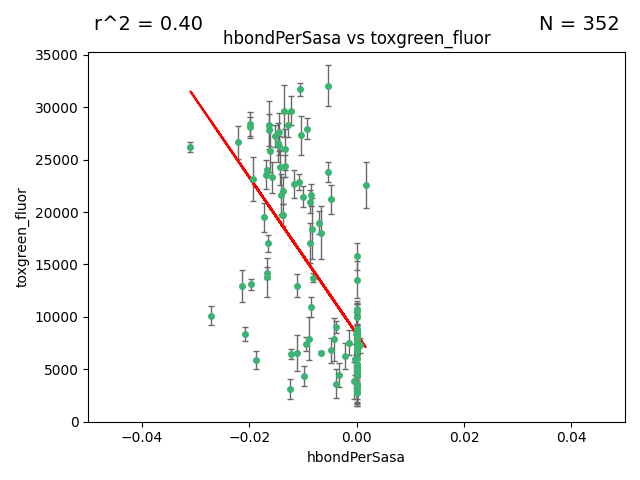 r^2 = 0.40
N = 352
hbondPerSasa vs toxgreen_fluor
35000
30000
25000
20000
15000
10000
5000
0
toxgreen_fluor
−0.04
−0.02
0.00
0.02
0.04
hbondPerSasa